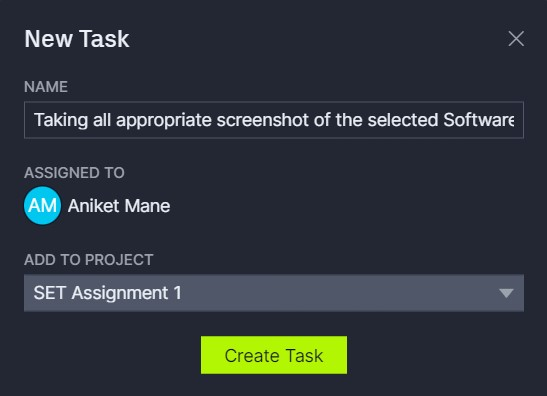 New Task
NAME
Taking all appropriate screenshot of the selected Software
ASSIGNED TO
AM Aniket Mane
ADD TO PROJECT
SET Assignment 1
Create Task